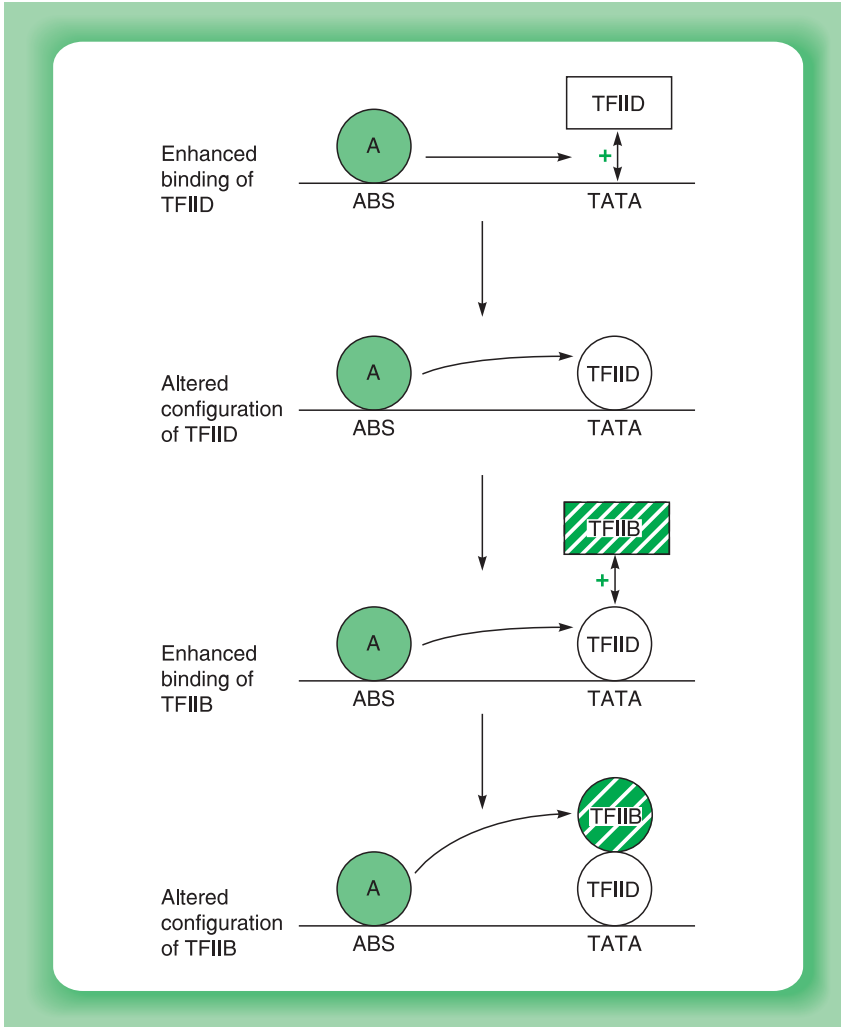 TFIID
A
+
Enhanced
binding of
TFIID
ABS
TATA
A
TFIID
Altered
configuration
of TFIID
ABS
TATA
TFIIB
+
A
TFIID
Enhanced
binding of
TFIIB
ABS
TATA
TFIIB
A
TFIID
Altered
configuration
of TFIIB
ABS
TATA